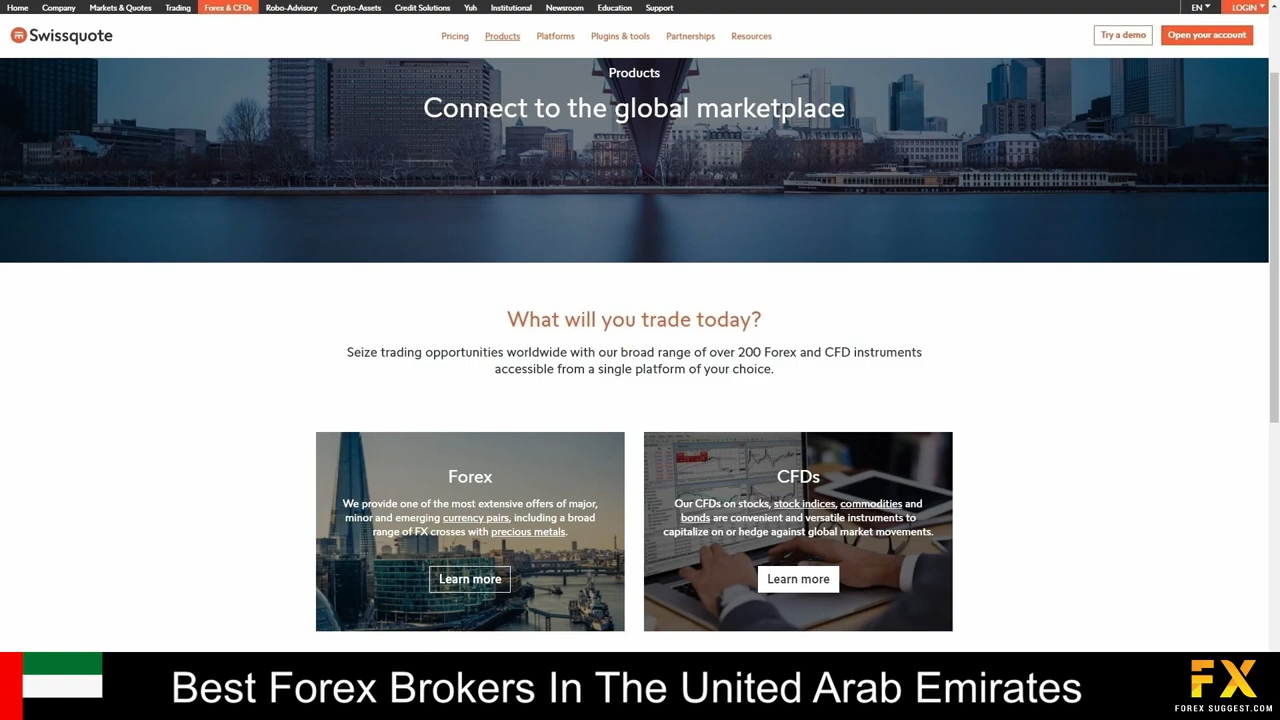 Home Company Markets & Quotes Trading Forex & CFDs Robo-Advisory Crypto-Assets Credit Solutions Yuh Institutional Newsroom Education Support EN LOGIN
Swissquote Pricing Products Platforms Plugins & tools Partnerships Resources Try a demo Open your account
Products
Connect to the global marketplace
What will you trade today?
Seize trading opportunities worldwide with our broad range of over 200 Forex and CFD instruments
accessible from a single platform of your choice.
Forex
We provide one of the most extensive offers of major,
minor and emerging currency pairs, including a broad
range of FX crosses with precious metals.
Learn more
CFDs
Our CFDs on stocks, stock indices, commodities and
bonds are convenient and versatile instruments to
capitalize on or hedge against global market movements.
Learn more
Best Forex Brokers In The United Arab Emirates
FX
FOREX SUGGEST.COM